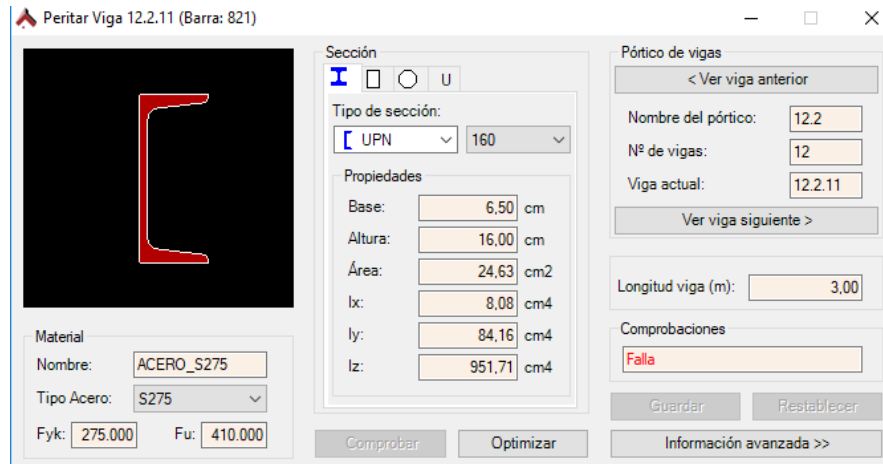 Peritar Viga 12.2.11 (Barra: 821)
Sección
U
Tipo de sección:
UPN 160
Propiedades
Base: 6,50 cm
Altura: 16,00 cm
Área: 24,63 cm2
Ix: 8,08 cm4
Iy: 84,16 cm4
Iz: 951,71 cm4
Comprobar Optimizar
Material
Nombre: ACERO_S275
Tipo Acero: S275
Fyk: 275.000 Fu: 410.000
Pórtico de vigas
< Ver viga anterior
Nombre del pórtico: 12.2
Nº de vigas: 12
Viga actual: 12.2.11
Ver viga siguiente >
Longitud viga (m): 3,00
Comprobaciones
Falla
Guardar Restablecer
Información avanzada >>